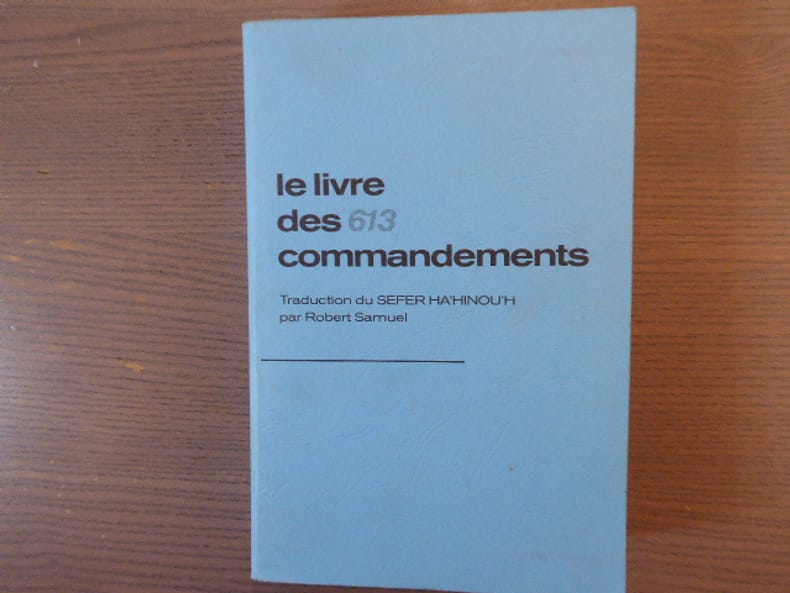 le livre
des 613
commandements
Traduction du SEFER HA'HINOU'H
par Robert Samuel